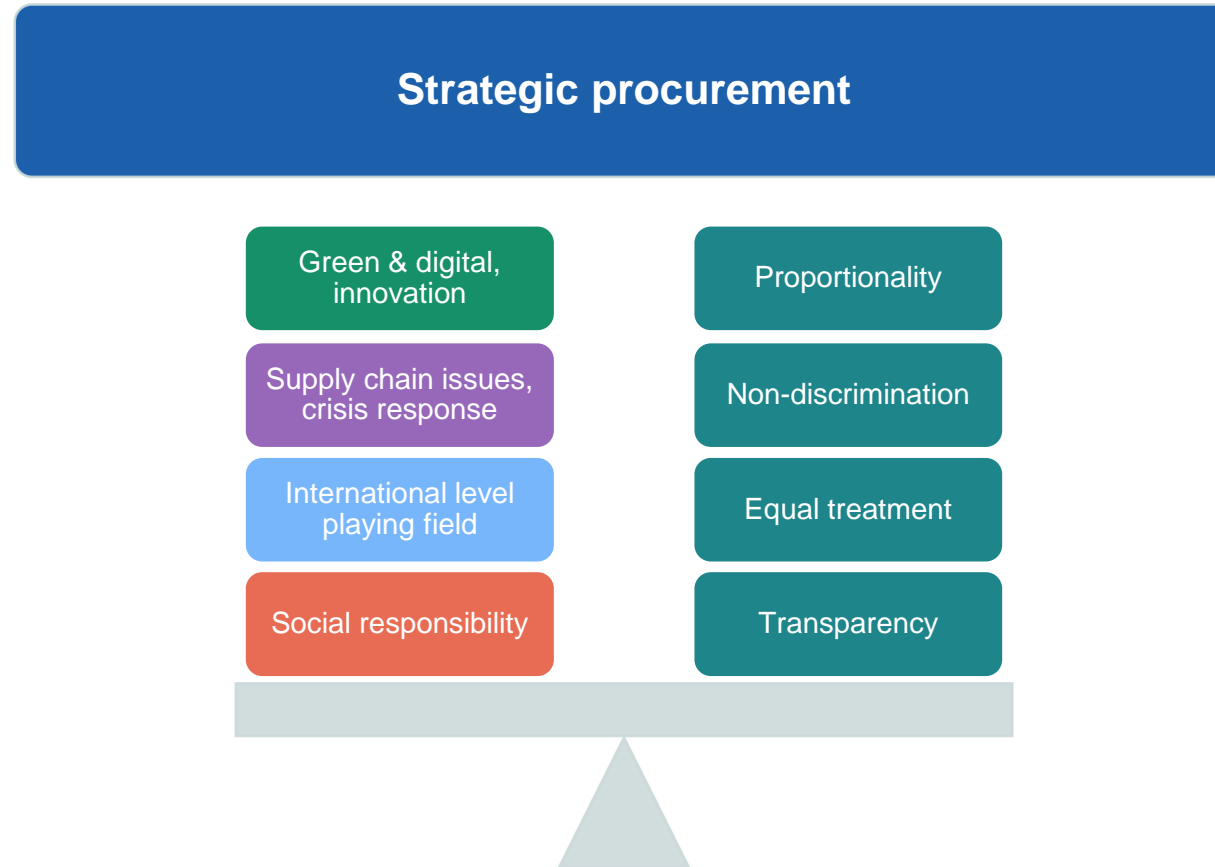 Strategic procurement
Green & digital,
innovation
Supply chain issues,
crisis response
International level
playing field
Social responsibility
Proportionality
Non-discrimination
Equal treatment
Transparency